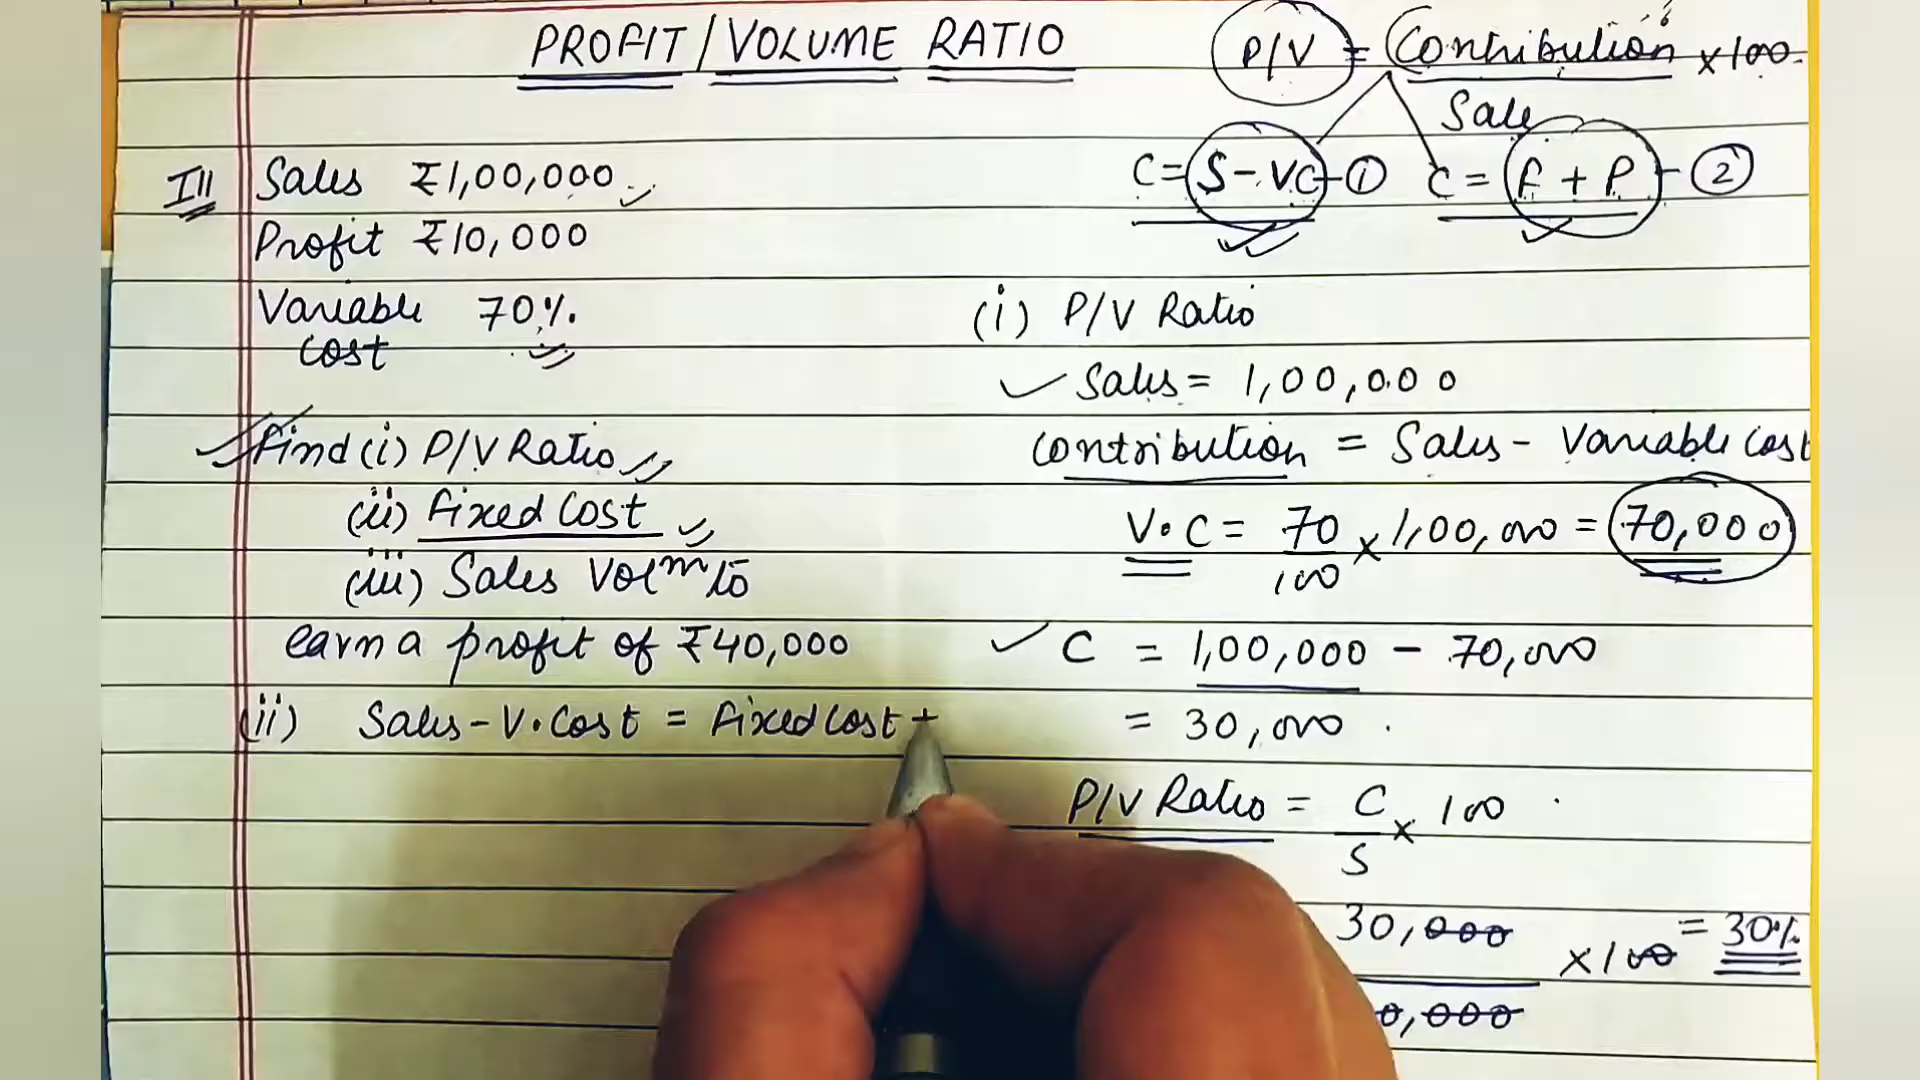 PROFIT/VOLUME RATIO
P/V = Contribution x 100
Sale
C = S - VC - ① C = F + P - ②
III Sales ₹1,00,000
Profit ₹10,000
Variable 70%
Cost
Find (i) P/V Ratio
(ii) Fixed Cost
(iii) Sales Volm to
earn a profit of ₹40,000
(ii) Sales - V.Cost = Fixed Cost +
(i) P/V Ratio
Sales = 1,00,000
Contribution = Sales - Variable Cost
V.C = 70 x 1,00,000 = 70,000
100
C = 1,00,000 - 70,000
= 30,000
P/V Ratio = C x 100
S
30,000 x 100 = 30%
0,000